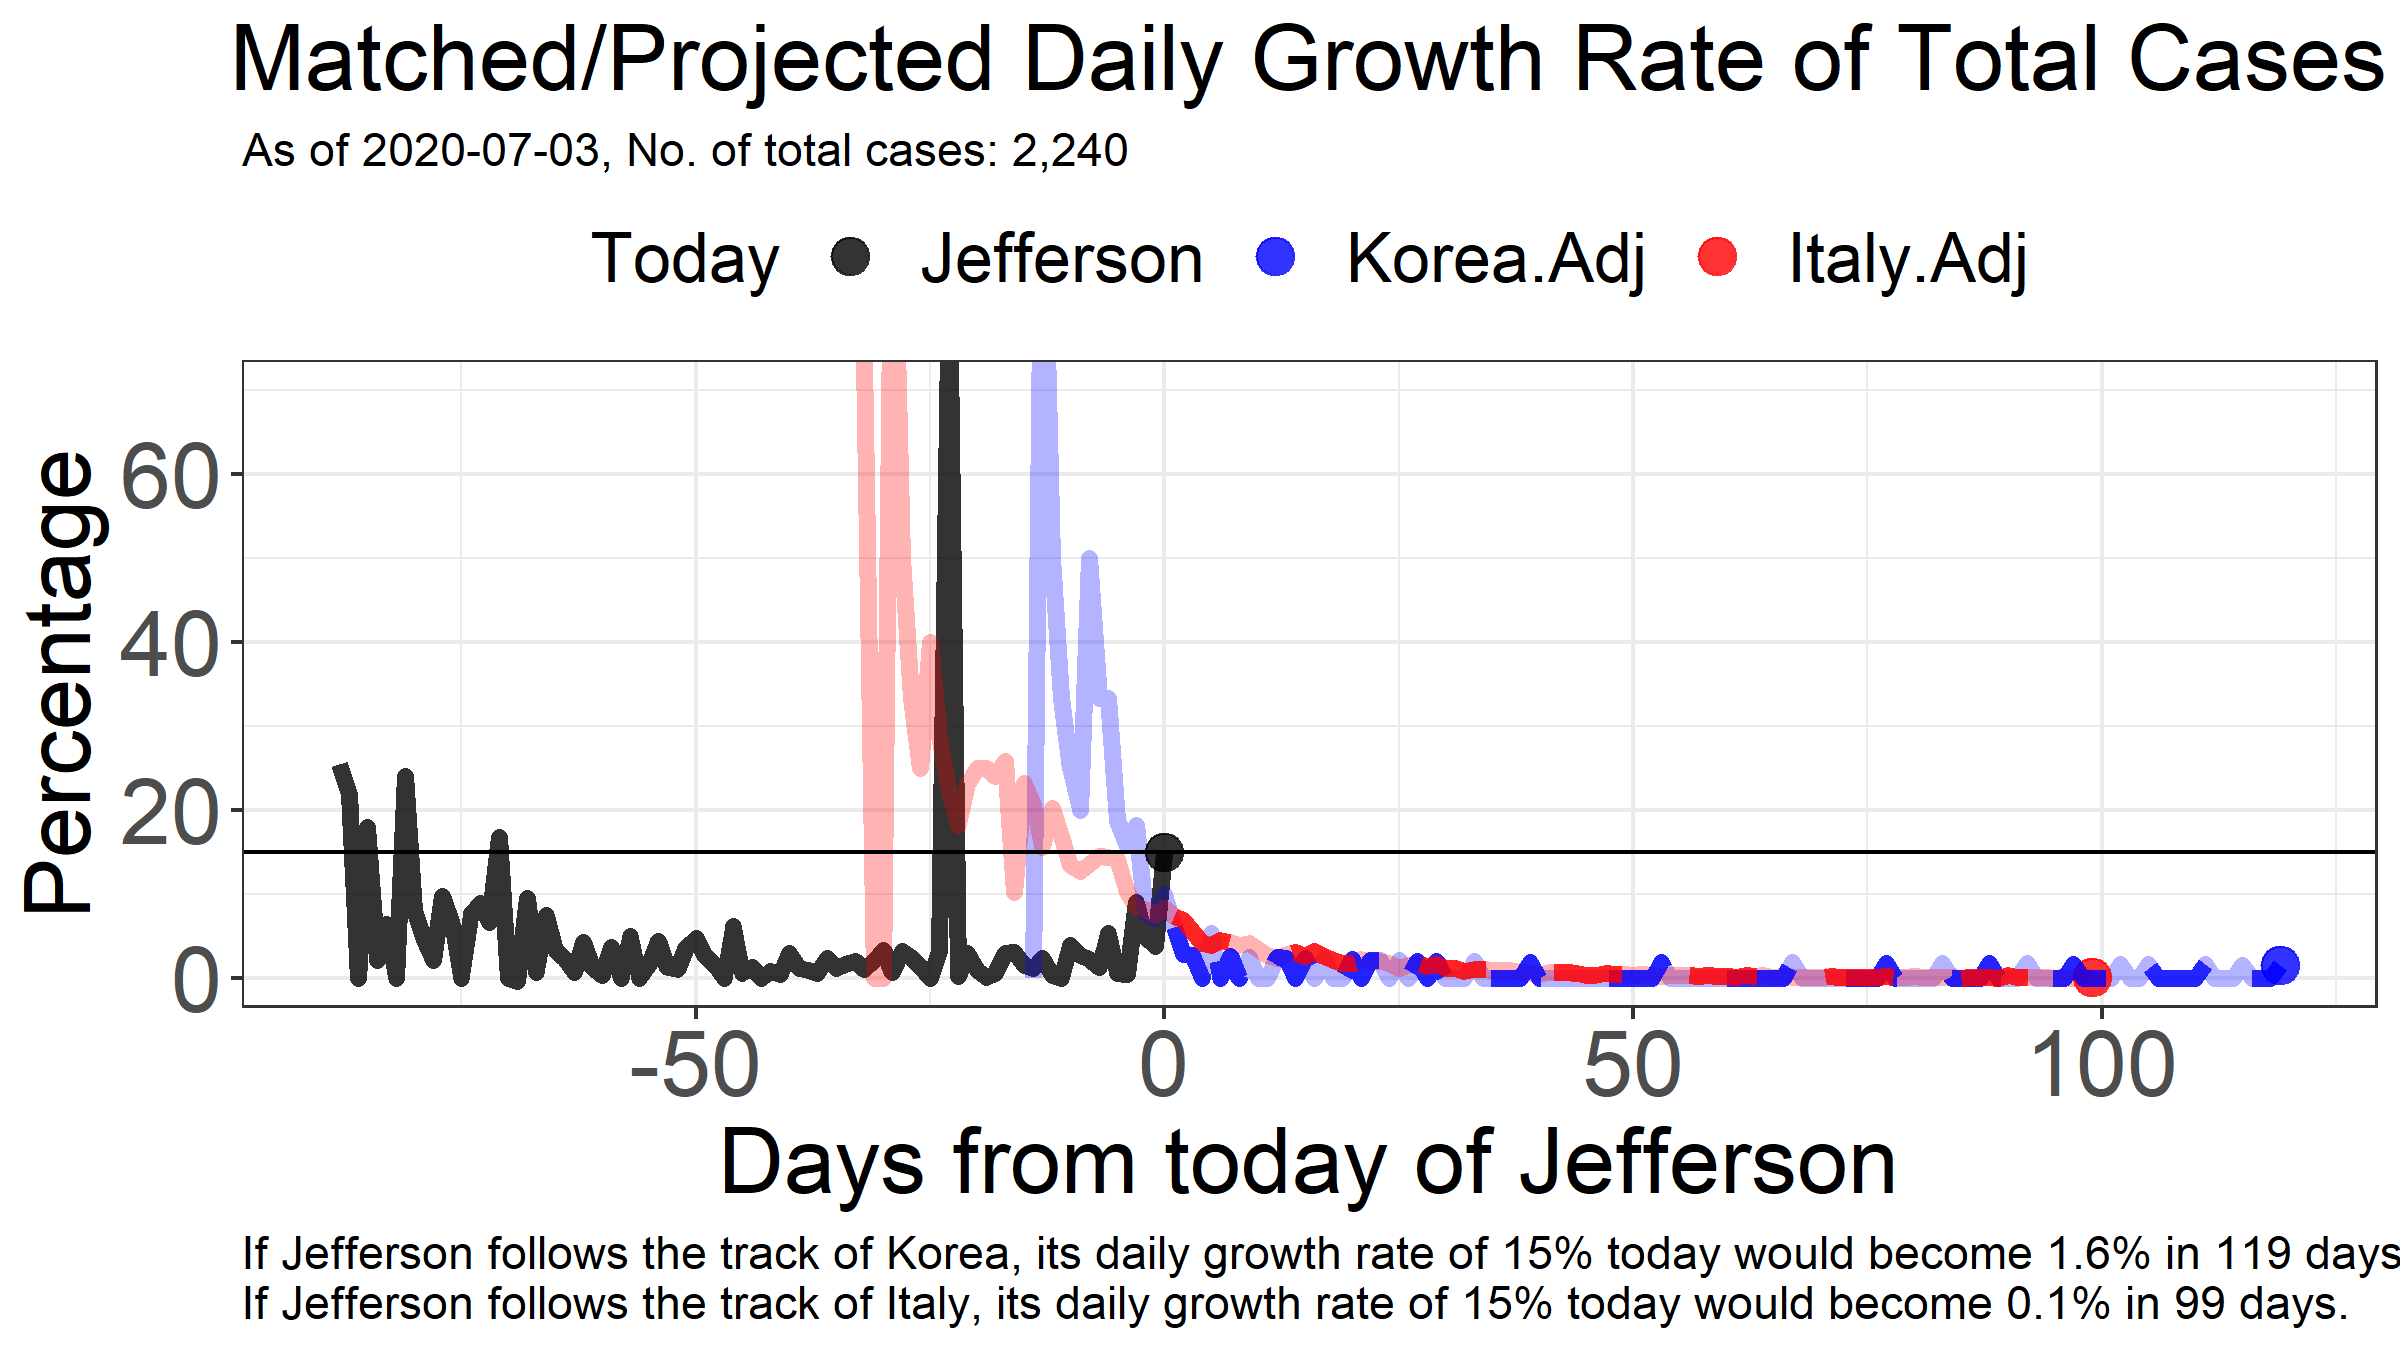 Matched/Projected Daily Growth Rate of Total Cases
As of 2020-07-03, No. of total cases: 2,240
Today Jefferson Korea.Adj Italy.Adj
Percentage
60
40
20
0
-50 0 50 100
Days from today of Jefferson
If Jefferson follows the track of Korea, its daily growth rate of 15% today would become 1.6% in 119 days
If Jefferson follows the track of Italy, its daily growth rate of 15% today would become 0.1% in 99 days.